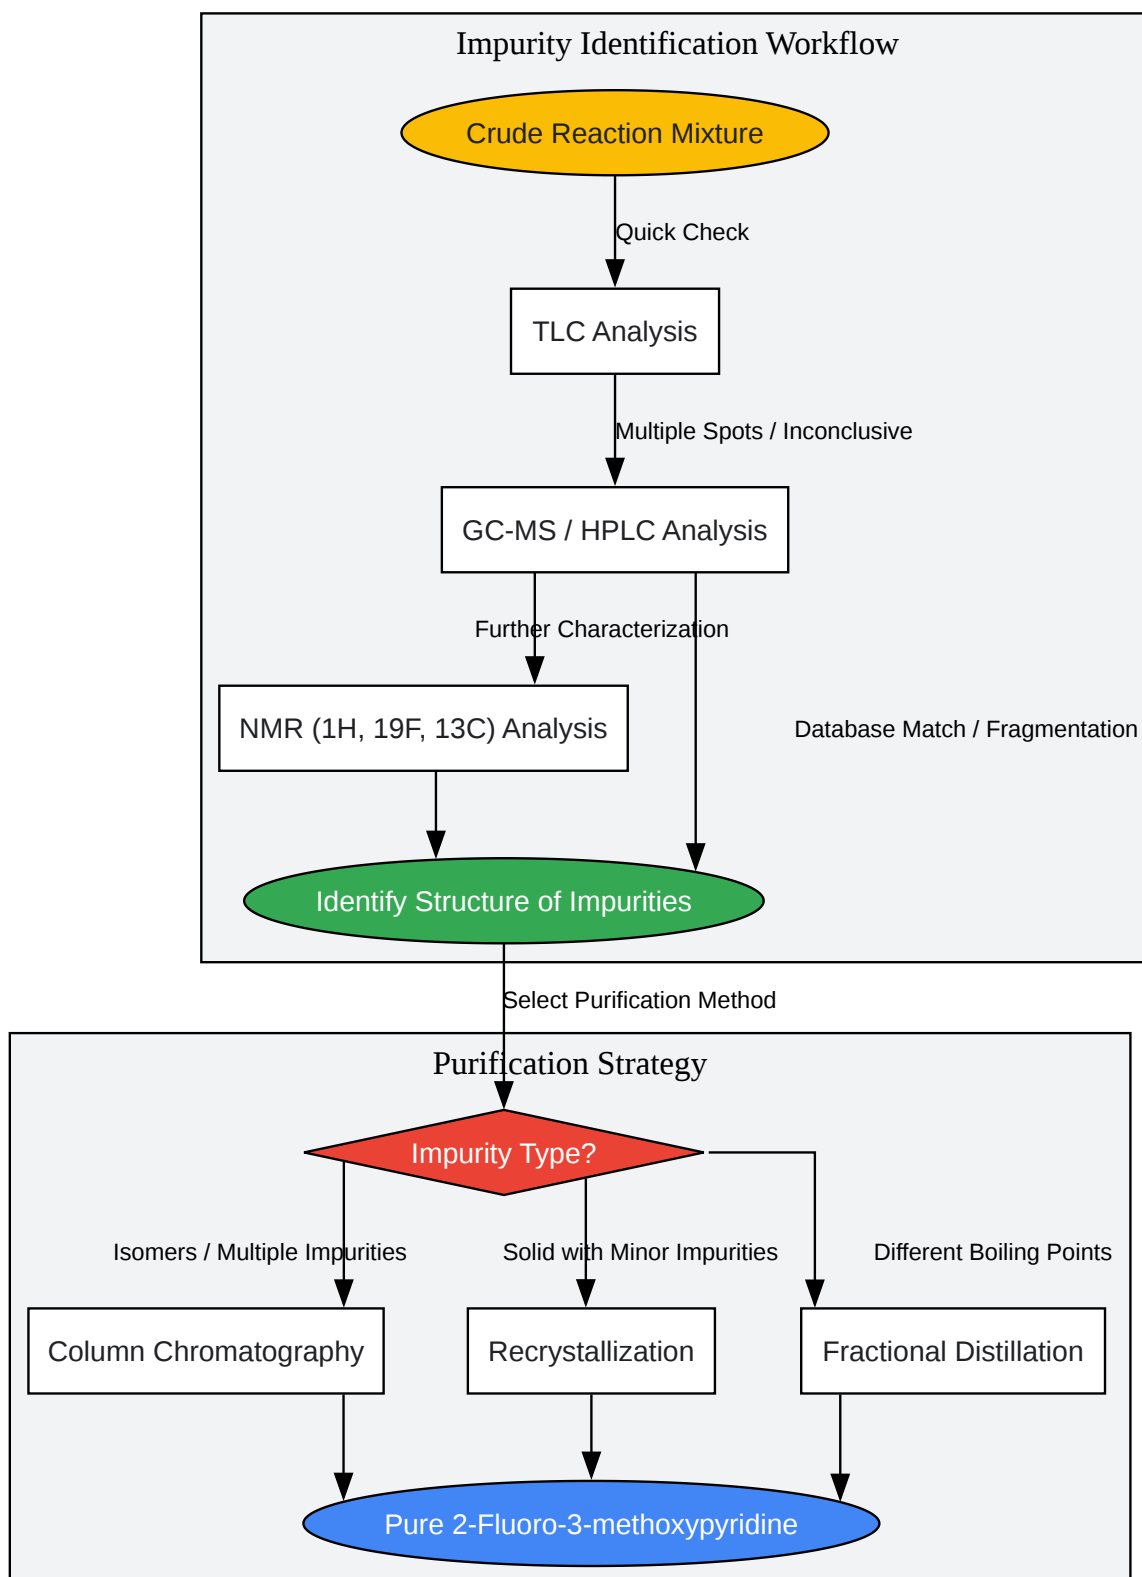 Impurity Identification Workflow
Crude Reaction Mixture
Quick Check
TLC Analysis
Multiple Spots / Inconclusive
GC-MS / HPLC Analysis
Further Characterization
NMR (1H, 19F, 13C) Analysis
Database Match / Fragmentation
Identify Structure of Impurities
Select Purification Method
Purification Strategy
Impurity Type?
Isomers / Multiple Impurities
Solid with Minor Impurities
Different Boiling Points
Column Chromatography
Recrystallization
Fractional Distillation
Pure 2-Fluoro-3-methoxypyridine